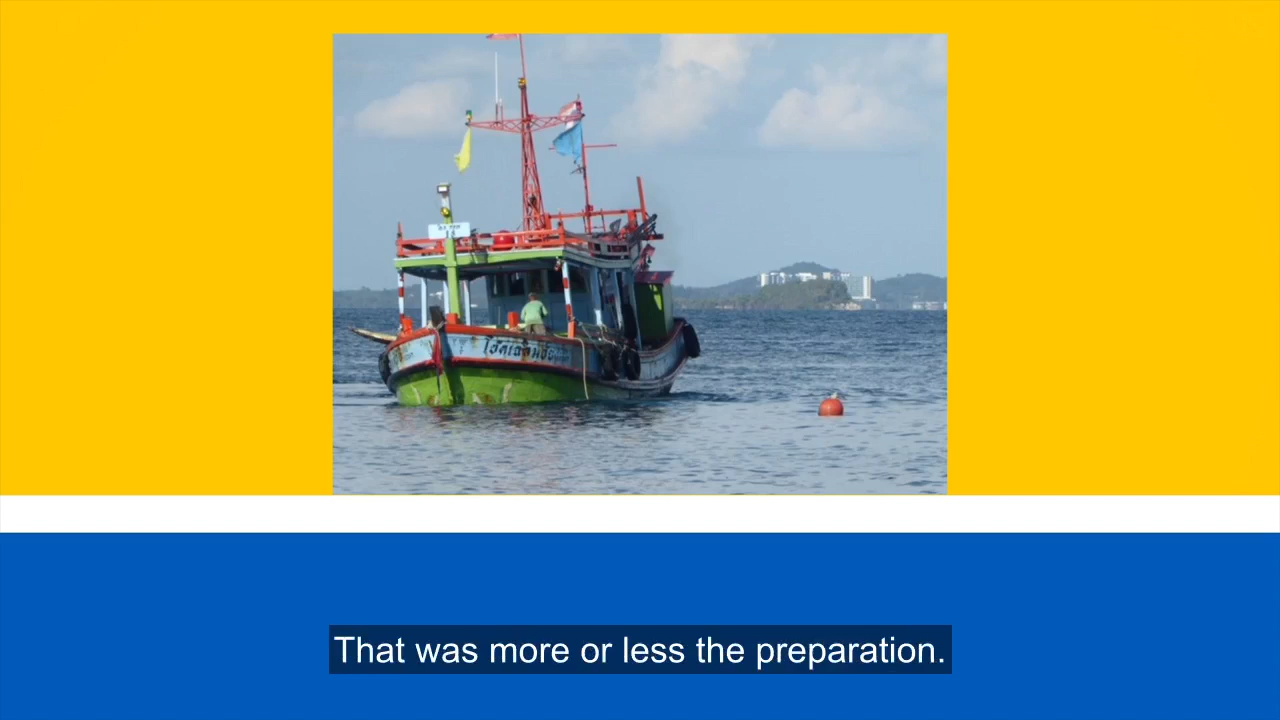 That was more or less the preparation.